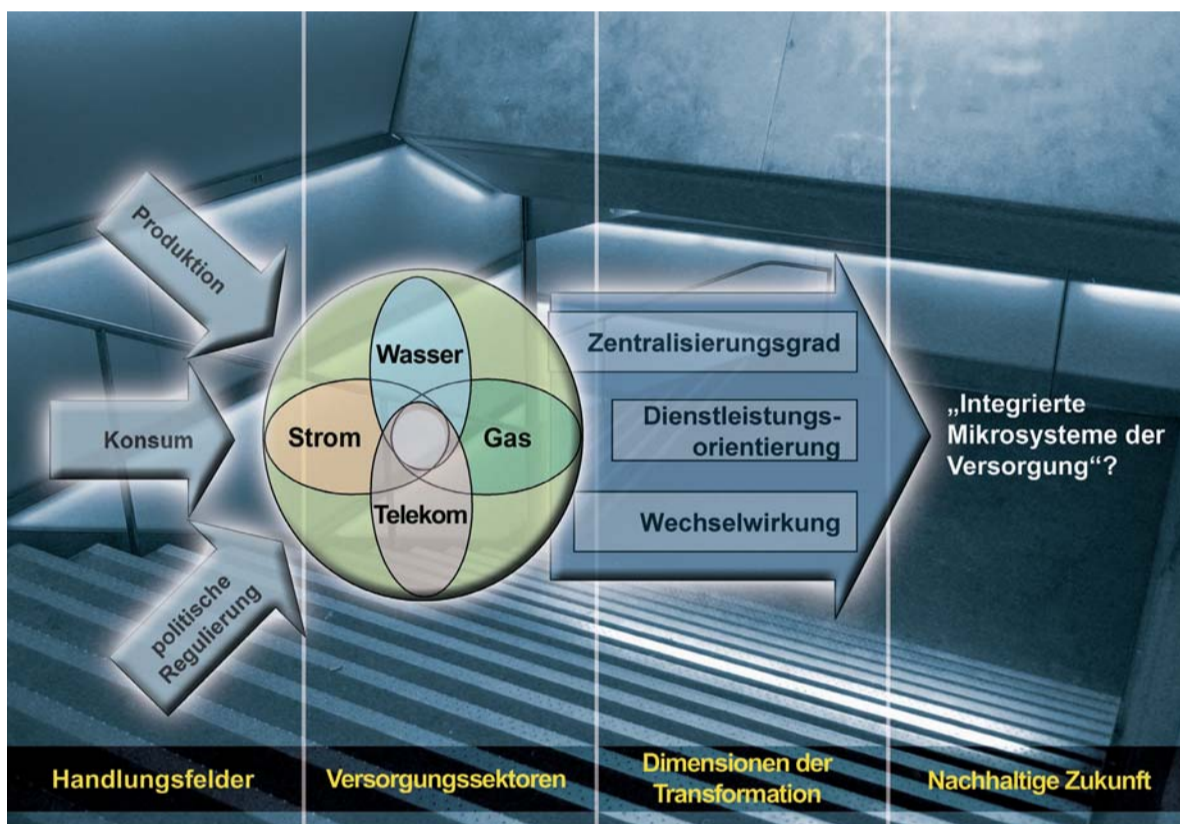 Produktion
Konsum
politische
Regulierung
Wasser
Strom
Gas
Telekom
Zentralisierungsgrad
Dienstleistungs-
orientierung
Wechselwirkung
„Integrierte
Mikrosysteme der
Versorgung“?
Handlungsfelder
Versorgungssektoren
Dimensionen der
Transformation
Nachhaltige Zukunft